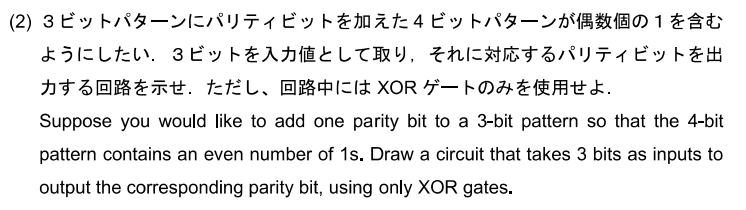 (2) 3ビットパターンにパリティビットを加えた4ビットパターンが偶数個の1を含む
ようにしたい．3ビットを入力値として取り，それに対応するパリティビットを出
力する回路を示せ．ただし、回路中には XOR ゲートのみを使用せよ．
Suppose you would like to add one parity bit to a 3-bit pattern so that the 4-bit
pattern contains an even number of 1s. Draw a circuit that takes 3 bits as inputs to
output the corresponding parity bit, using only XOR gates.